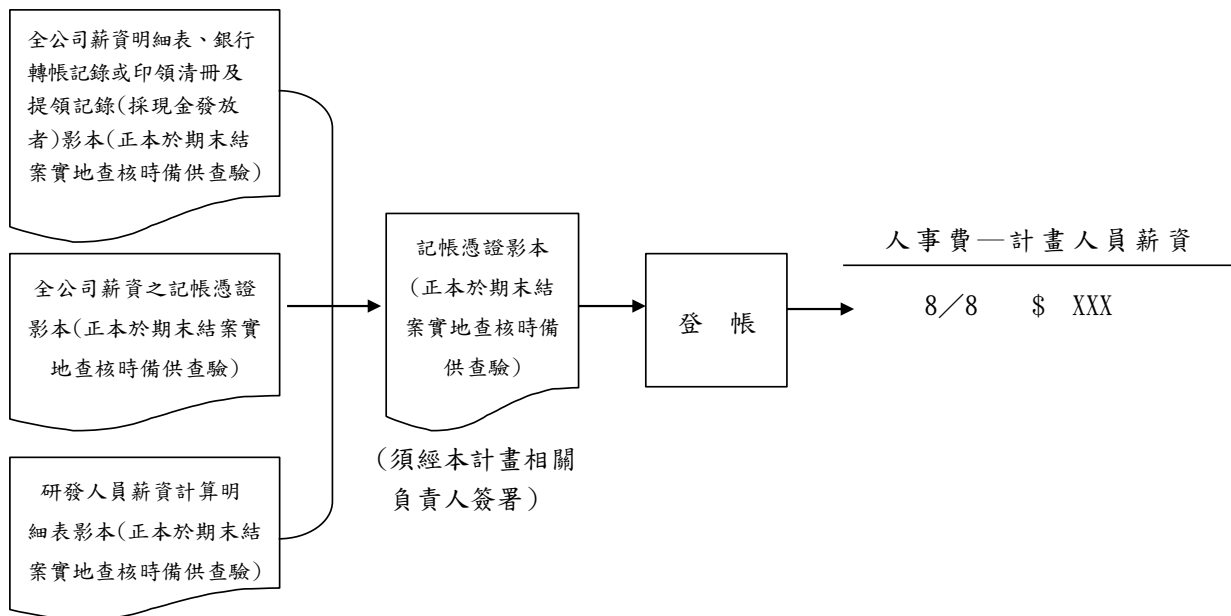 全公司薪資明細表、銀行
轉帳記錄或印領清冊及
提領記錄(採現金發放
者)影本(正本於期末結
案實地查核時備供查驗)
全公司薪資之記帳憑證
影本(正本於期末結案實
地查核時備供查驗)
研發人員薪資計算明
細表影本(正本於期末結
案實地查核時備供查驗)
記帳憑證影本
(正本於期末結
案實地查核時備
供查驗)
(須經本計畫相關
負責人簽署)
登 帳
人事費—計畫人員薪資
8／8 $ XXX